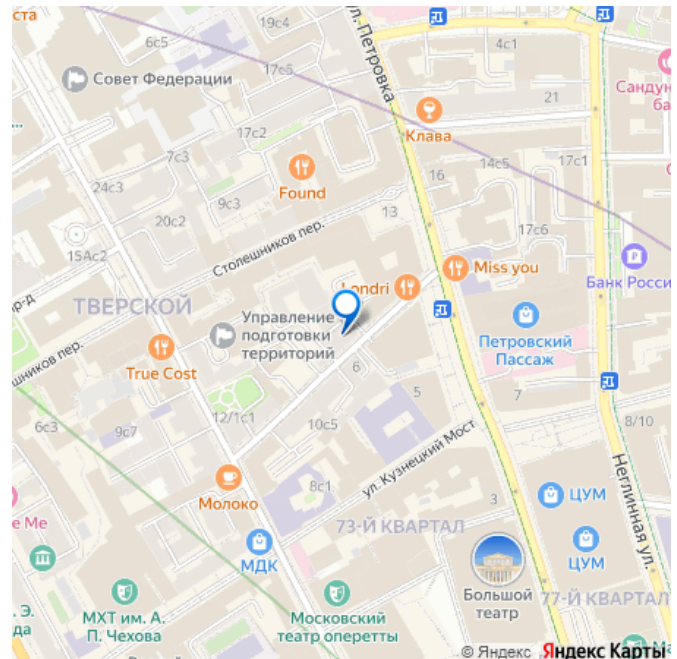 ста
24с4
6с5
Совет Федерации
17с5
ул. Петровка
4с1
Сандун
ба
21
Клава
17с2
7с3
Found
14с5
17с1
16
24с3
9с3
20с2
13
17с6
15Ас2
Столешников пер.
Londri
Miss you
Банк Росси
р-д
ТВЕРСКОЙ
Управление
подготовки
территорий
Петровский
Пассаж
шников пер.
True Cost
6
5
7
12/1с1
10с5
8/10
6с3
9с7
ул. Кузнецкий Мост
Неглинная ул.
Молоко
8с1
3
ЦУМ
73-Й КВАРТАЛ
е Ме
МДК
ЦУМ
Большой
театр
77-Й КВАРТАЛ
Э.
да
МХТ им. А.
П. Чехова
Московский
театр оперетты
Ма
© Яндекс Яндекс Карты